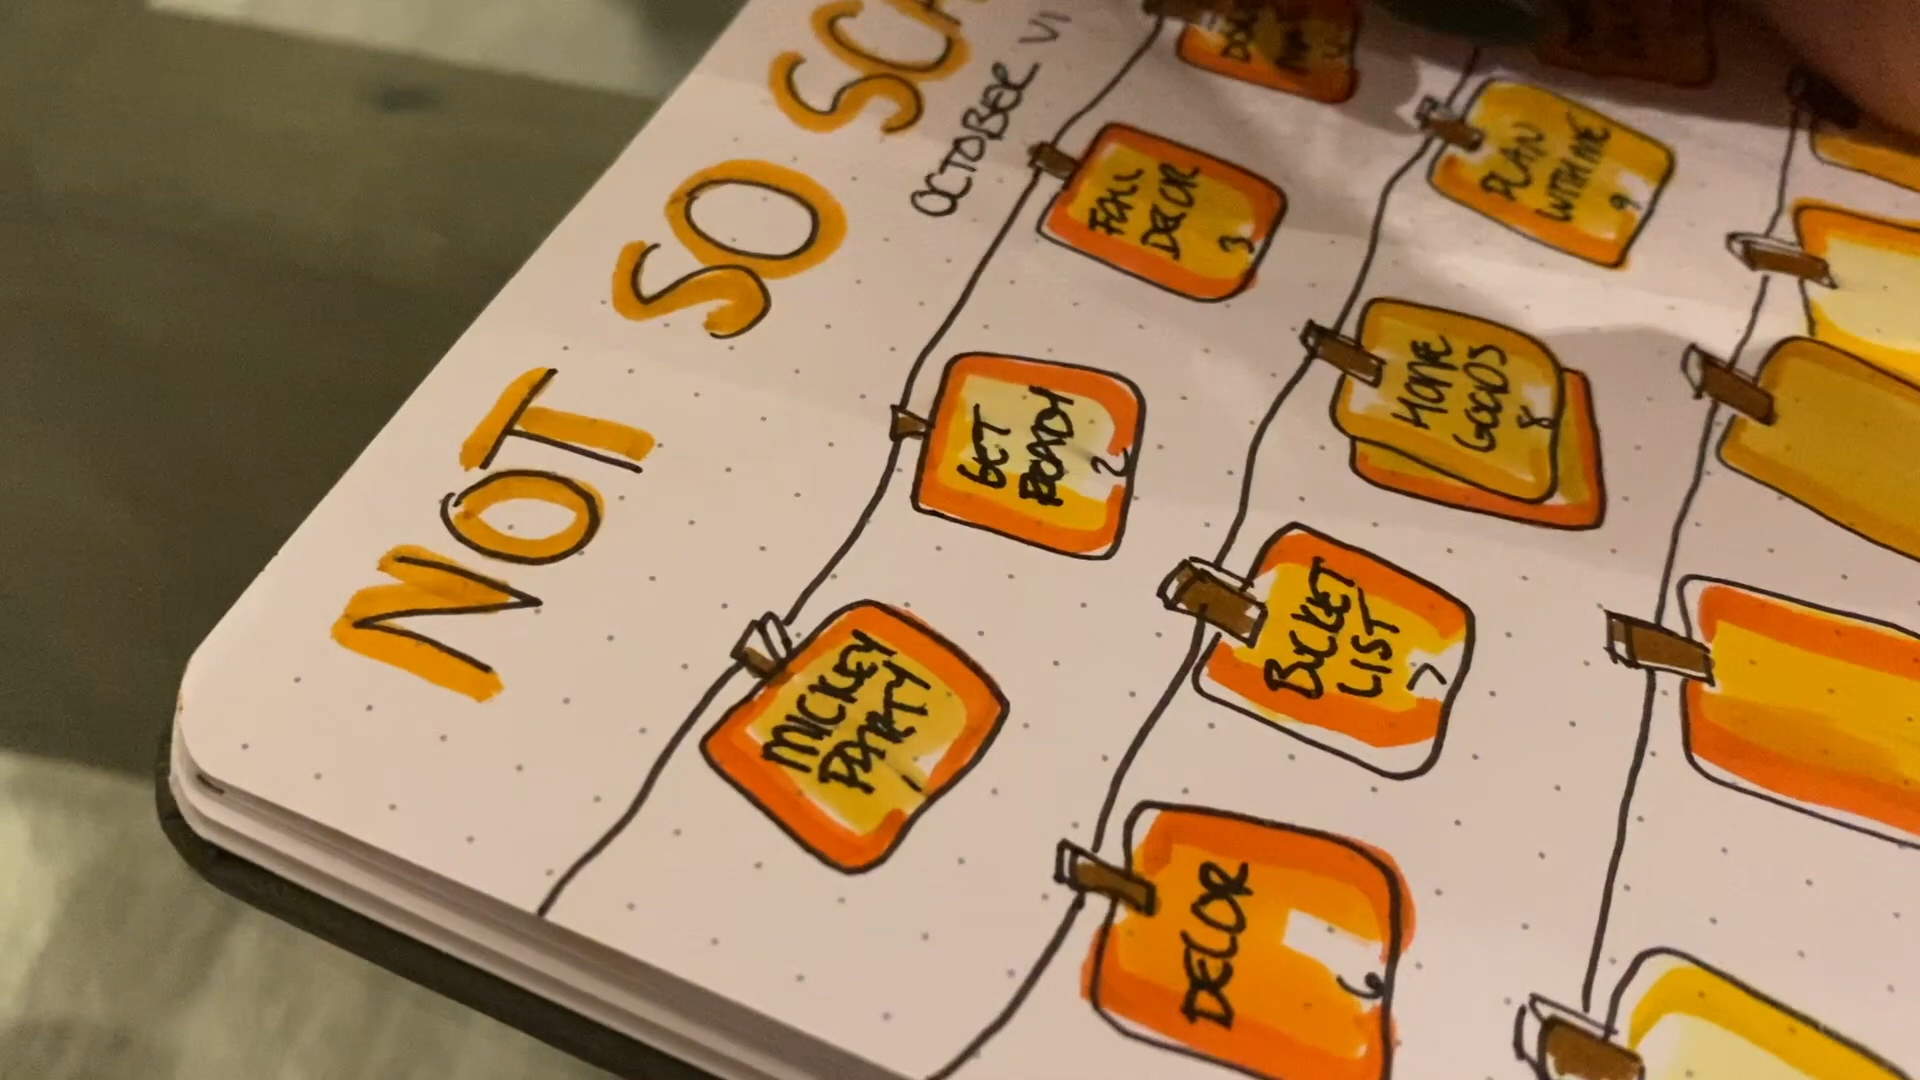 NOT SO SCA
OCTOBER VI
MICKEY
PARTY
1
GET
READY
2
FALL
DECOR
3
DECOR
6
BUCKET
LIST
7
HOME
GOODS
8
PLAN
WITH ME
9